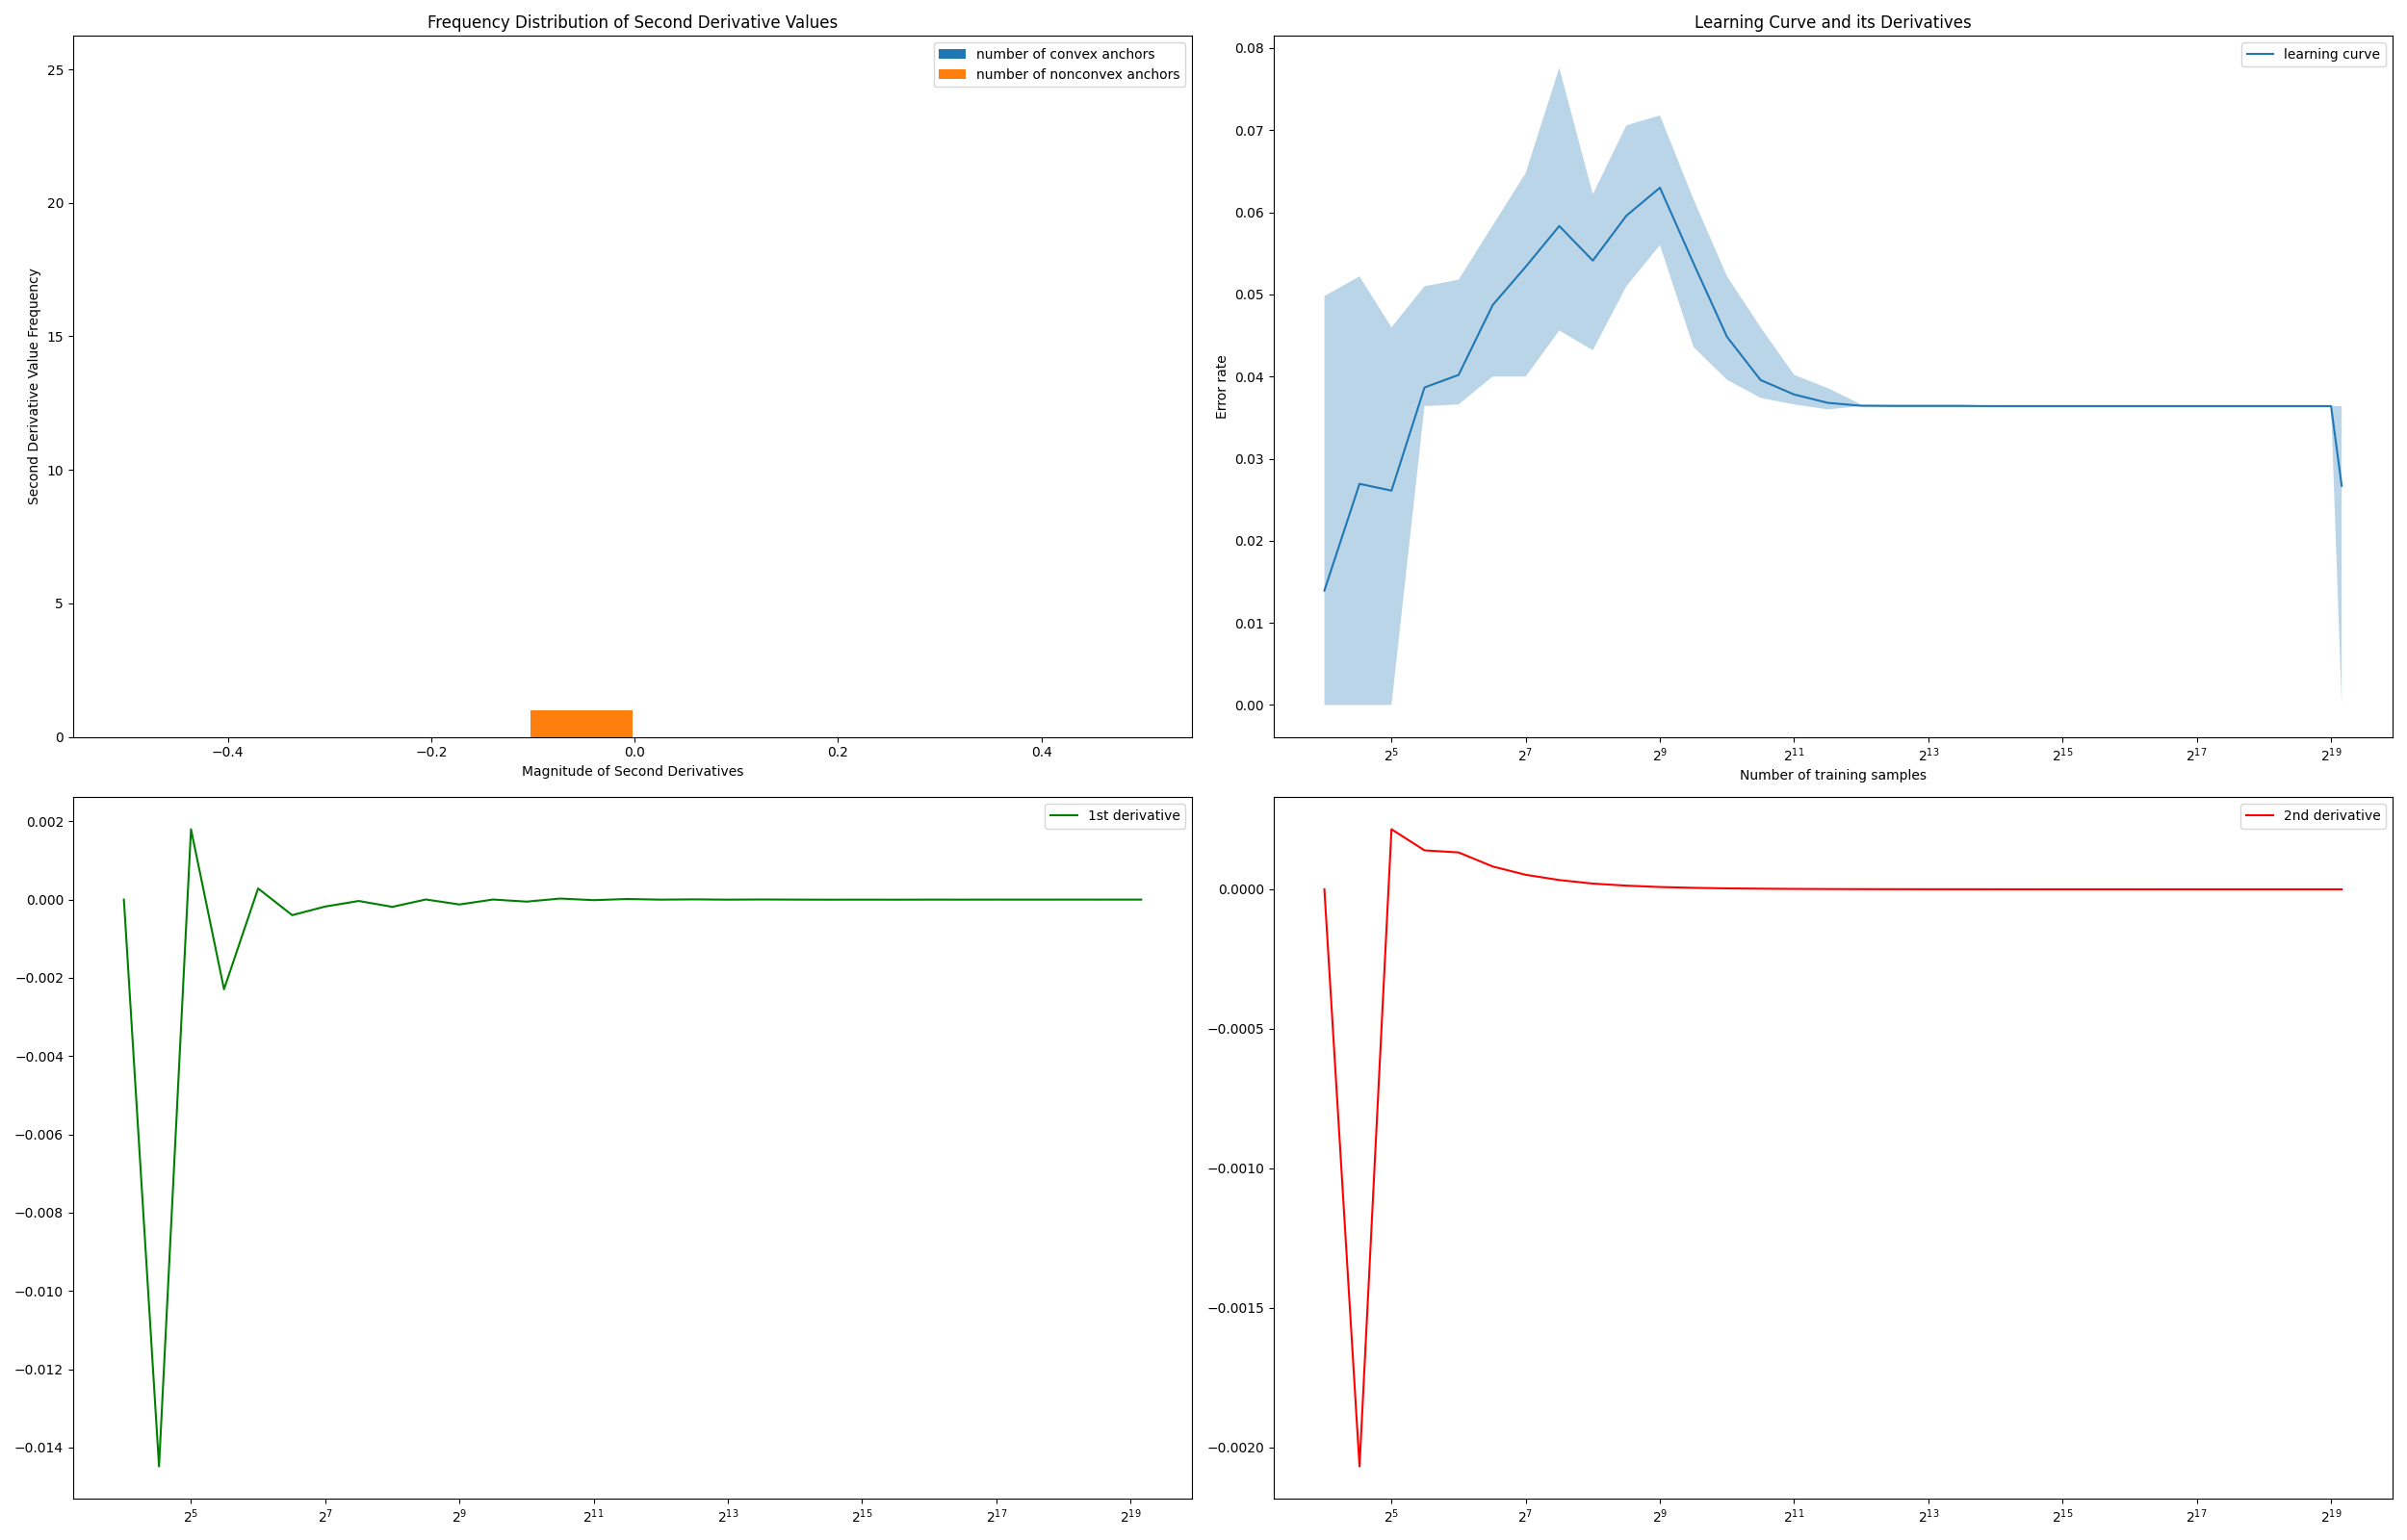 Frequency Distribution of Second Derivative Values
number of convex anchors
number of nonconvex anchors
25
20
15
10
5
0
Second Derivative Value Frequency
−0.4 −0.2 0.0 0.2 0.4
Magnitude of Second Derivatives
Learning Curve and its Derivatives
learning curve
0.08
0.07
0.06
0.05
0.04
0.03
0.02
0.01
0.00
Error rate
2^5 2^7 2^9 2^11 2^13 2^15 2^17 2^19
Number of training samples
1st derivative
0.002
0.000
−0.002
−0.004
−0.006
−0.008
−0.010
−0.012
−0.014
2^5 2^7 2^9 2^11 2^13 2^15 2^17 2^19
2nd derivative
0.0000
−0.0005
−0.0010
−0.0015
−0.0020
2^5 2^7 2^9 2^11 2^13 2^15 2^17 2^19